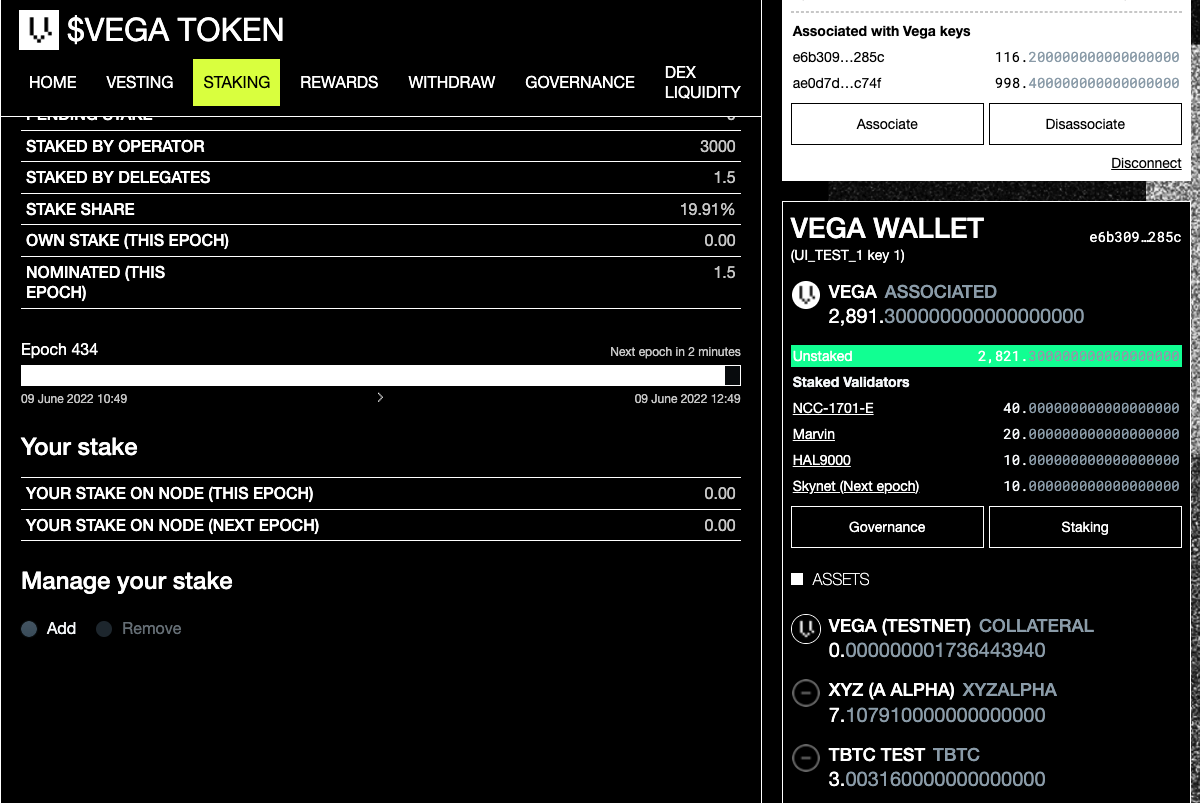 $VEGA TOKEN
HOME VESTING STAKING REWARDS WITHDRAW GOVERNANCE DEX LIQUIDITY
PENDING STAKE
STAKED BY OPERATOR 3000
STAKED BY DELEGATES 1.5
STAKE SHARE 19.91%
OWN STAKE (THIS EPOCH) 0.00
NOMINATED (THIS 1.5
EPOCH)
Epoch 434 Next epoch in 2 minutes
09 June 2022 10:49 > 09 June 2022 12:49
Your stake
YOUR STAKE ON NODE (THIS EPOCH) 0.00
YOUR STAKE ON NODE (NEXT EPOCH) 0.00
Manage your stake
Add Remove
Associated with Vega keys
e6b309…285c 116.200000000000000000
ae0d7d…c74f 998.400000000000000000
Associate Disassociate
Disconnect
VEGA WALLET e6b309…285c
(UI_TEST_1 key 1)
VEGA ASSOCIATED
2,891.300000000000000000
Unstaked 2,821.300000000000000000
Staked Validators
NCC-1701-E 40.000000000000000000
Marvin 20.000000000000000000
HAL9000 10.000000000000000000
Skynet (Next epoch) 10.000000000000000000
Governance Staking
ASSETS
VEGA (TESTNET) COLLATERAL
0.000000001736443940
XYZ (A ALPHA) XYZALPHA
7.107910000000000000
TBTC TEST TBTC
3.003160000000000000